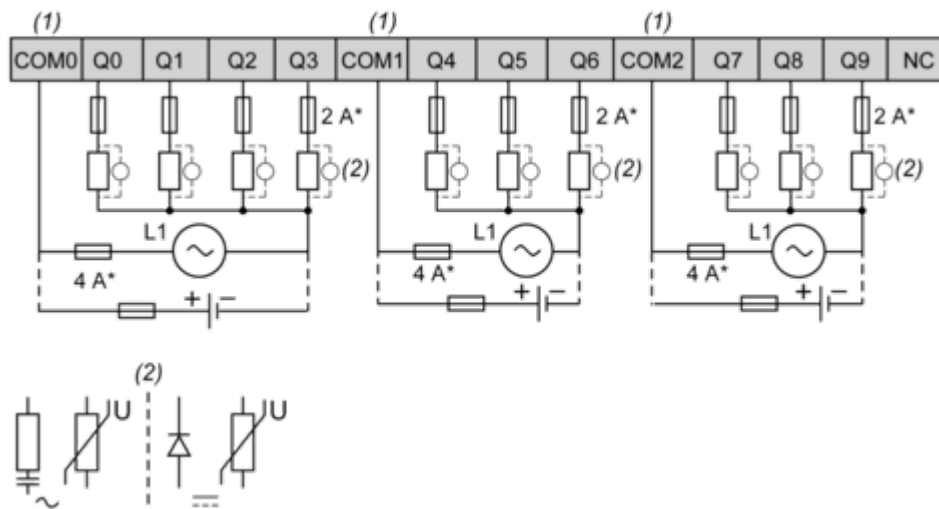 (1) (1) (1)
COM0 Q0 Q1 Q2 Q3 COM1 Q4 Q5 Q6 COM2 Q7 Q8 Q9 NC
2 A* 2 A* 2 A*
(2) (2) (2)
L1 L1 L1
4 A* 4 A* 4 A*
+ − + − + −
(2)
U U